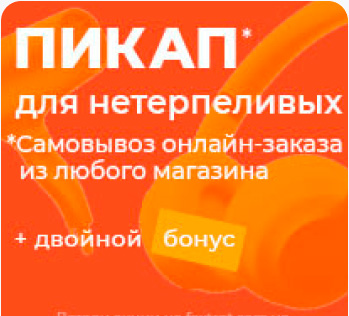 ПИКАП*
для нетерпеливых
*Самовывоз онлайн-заказа
из любого магазина
+ двойной бонус